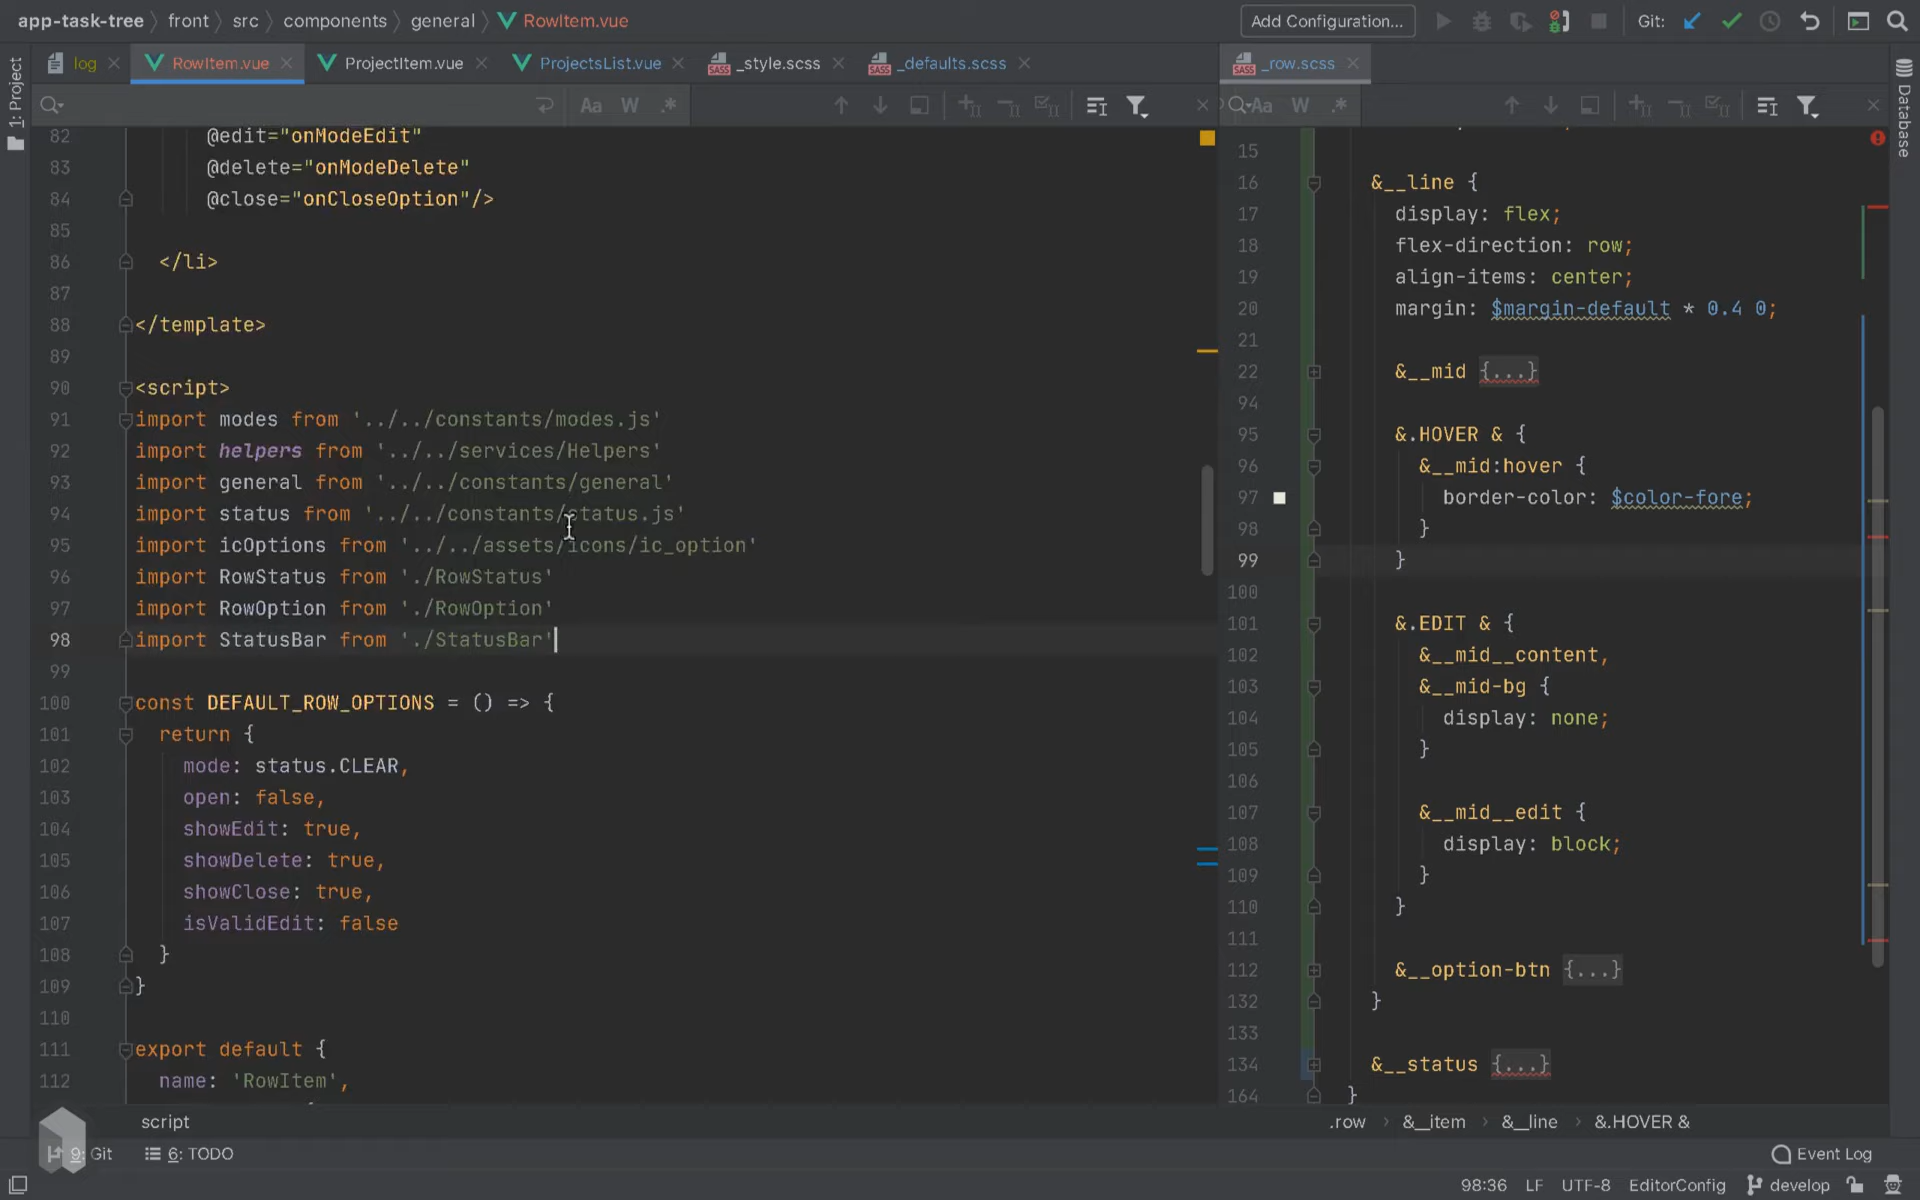 app-task-tree front src components general RowItem.vue Add Configuration... Git:
log RowItem.vue ProjectItem.vue ProjectsList.vue _style.scss _defaults.scss _row.scss
Aa W .* Aa W .*
1: Project
Database
82 @edit="onModeEdit"
83 @delete="onModeDelete"
84 @close="onCloseOption"/>
85
86 </li>
87
88 </template>
89
90 <script>
91 import modes from '../../constants/modes.js'
92 import helpers from '../../services/Helpers'
93 import general from '../../constants/general'
94 import status from '../../constants/status.js'
95 import icOptions from '../../assets/icons/ic_option'
96 import RowStatus from './RowStatus'
97 import RowOption from './RowOption'
98 import StatusBar from './StatusBar'
99
100 const DEFAULT_ROW_OPTIONS = () => {
101 return {
102 mode: status.CLEAR,
103 open: false,
104 showEdit: true,
105 showDelete: true,
106 showClose: true,
107 isValidEdit: false
108 }
109 }
110
111 export default {
112 name: 'RowItem',
script
15
16 &__line {
17 display: flex;
18 flex-direction: row;
19 align-items: center;
20 margin: $margin-default * 0.4 0;
21
22 &__mid {...}
94
95 &.HOVER & {
96 &__mid:hover {
97 border-color: $color-fore;
98 }
99 }
100
101 &.EDIT & {
102 &__mid__content,
103 &__mid-bg {
104 display: none;
105 }
106
107 &__mid__edit {
108 display: block;
109 }
110 }
111
112 &__option-btn {...}
132 }
133
134 &__status {...}
164 }
.row &__item &__line &.HOVER &
9: Git 6: TODO Event Log
98:36 LF UTF-8 EditorConfig develop